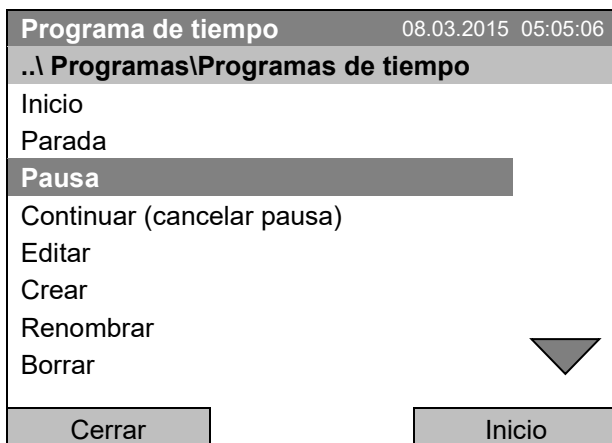 Programa de tiempo 08.03.2015 05:05:06
..\ Programas\Programas de tiempo
Inicio
Parada
Pausa
Continuar (cancelar pausa)
Editar
Crear
Renombrar
Borrar
Cerrar Inicio